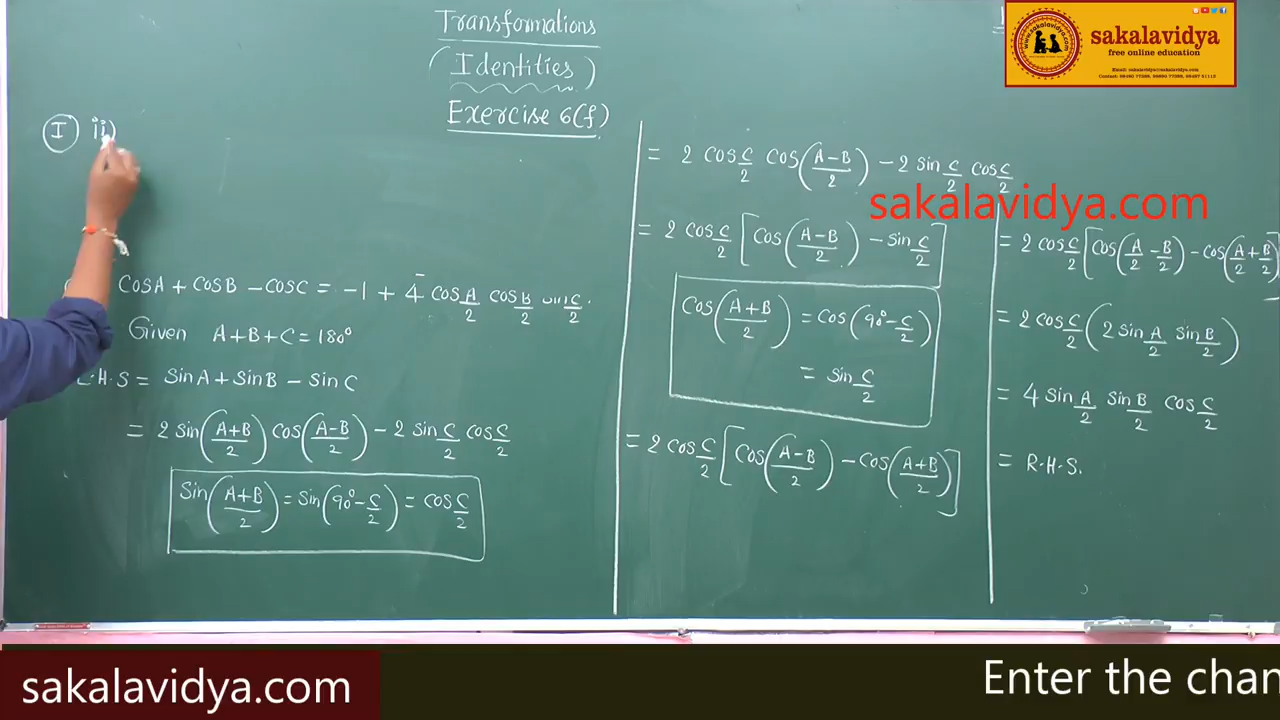 Transformations
(Identities)
Exercise 6(f)
I ii)
CosA + CosB - CosC = -1 + 4 Cos A/2 Cos B/2 sin C/2.
Given A+B+C = 180°
L.H.S = SinA + SinB - SinC
= 2 Sin(A+B/2) Cos(A-B/2) - 2 Sin C/2 Cos C/2
Sin(A+B/2) = Sin(90° - C/2) = Cos C/2
= 2 Cos C/2 Cos(A-B/2) - 2 Sin C/2 Cos C/2
= 2 Cos C/2 [Cos(A-B/2) - Sin C/2]
Cos(A+B/2) = Cos(90° - C/2)
= Sin C/2
= 2 Cos C/2 [Cos(A-B/2) - Cos(A+B/2)]
= 2 Cos C/2 [Cos(A/2 - B/2) - Cos(A/2 + B/2)
= 2 Cos C/2 (2 Sin A/2 Sin B/2)
= 4 Sin A/2 Sin B/2 Cos C/2
= R.H.S.
sakalavidya
free online education
sakalavidya.com
sakalavidya.com
Enter the chan